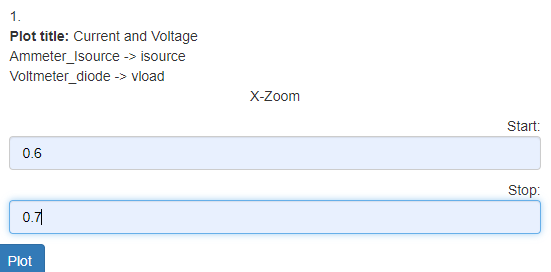 1.
Plot title: Current and Voltage
Ammeter_Isource -> isource
Voltmeter_diode -> vload
X-Zoom
Start:
0.6
Stop:
0.7
Plot